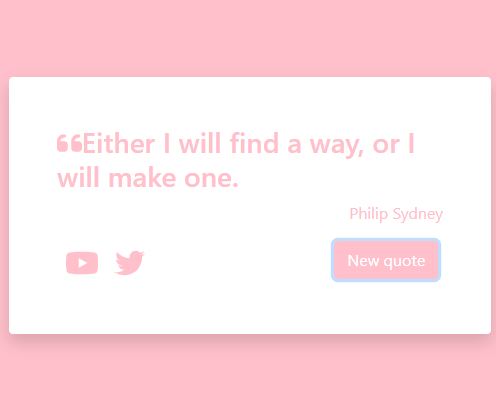 ❝Either I will find a way, or I
will make one.
Philip Sydney
New quote